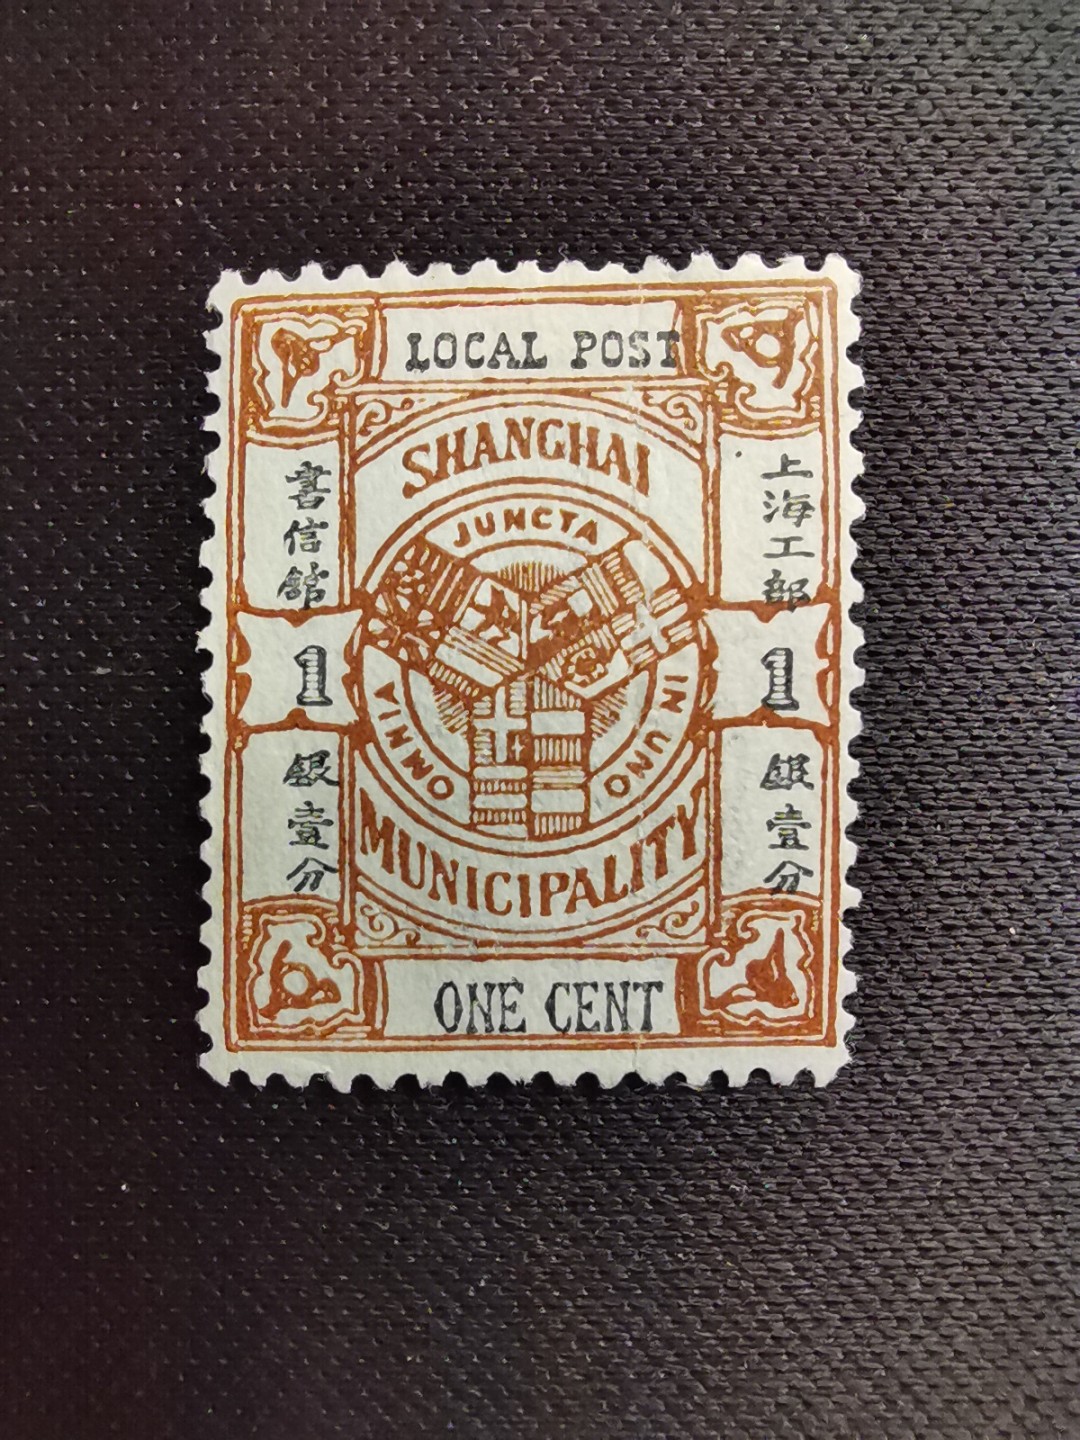 LOCAL POST
SHANGHAI
JUNCTA
IN UNO
OMNIA
上海工部
書信舘
1
1
銀壹分
銀壹分
MUNICIPALITY
ONE CENT